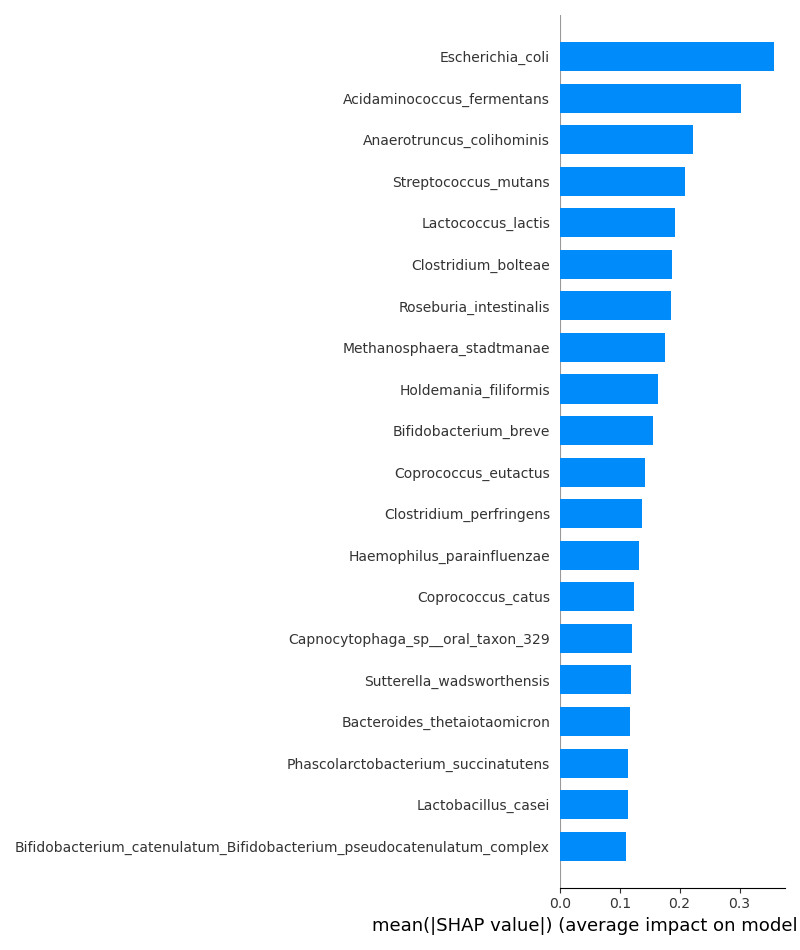 Escherichia_coli
Acidaminococcus_fermentans
Anaerotruncus_colihominis
Streptococcus_mutans
Lactococcus_lactis
Clostridium_bolteae
Roseburia_intestinalis
Methanosphaera_stadtmanae
Holdemania_filiformis
Bifidobacterium_breve
Coprococcus_eutactus
Clostridium_perfringens
Haemophilus_parainfluenzae
Coprococcus_catus
Capnocytophaga_sp__oral_taxon_329
Sutterella_wadsworthensis
Bacteroides_thetaiotaomicron
Phascolarctobacterium_succinatutens
Lactobacillus_casei
Bifidobacterium_catenulatum_Bifidobacterium_pseudocatenulatum_complex
0.0 0.1 0.2 0.3
mean(|SHAP value|) (average impact on model